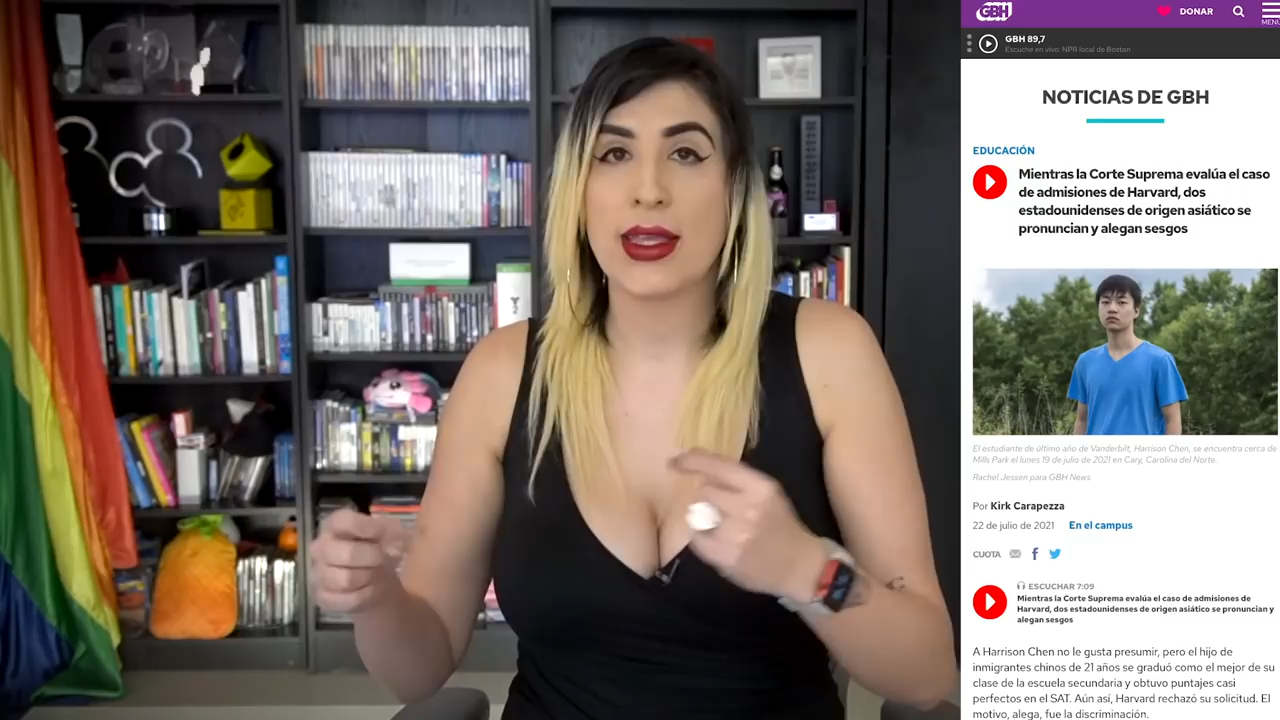 GBH
DONAR
MENÚ
GBH 89,7
Escuche en vivo: NPR local de Boston
NOTICIAS DE GBH
EDUCACIÓN
Mientras la Corte Suprema evalúa el caso
de admisiones de Harvard, dos
estadounidenses de origen asiático se
pronuncian y alegan sesgos
El estudiante de último año de Vanderbilt, Harrison Chen, se encuentra cerca de
Mills Park el lunes 19 de julio de 2021 en Cary, Carolina del Norte.
Rachel Jessen para GBH News
Por Kirk Carapezza
22 de julio de 2021 En el campus
CUOTA
ESCUCHAR 7:09
Mientras la Corte Suprema evalúa el caso de admisiones de
Harvard, dos estadounidenses de origen asiático se pronuncian y
alegan sesgos
A Harrison Chen no le gusta presumir, pero el hijo de
inmigrantes chinos de 21 años se graduó como el mejor de su
clase de la escuela secundaria y obtuvo puntajes casi
perfectos en el SAT. Aún así, Harvard rechazó su solicitud. El
motivo, alega, fue la discriminación.